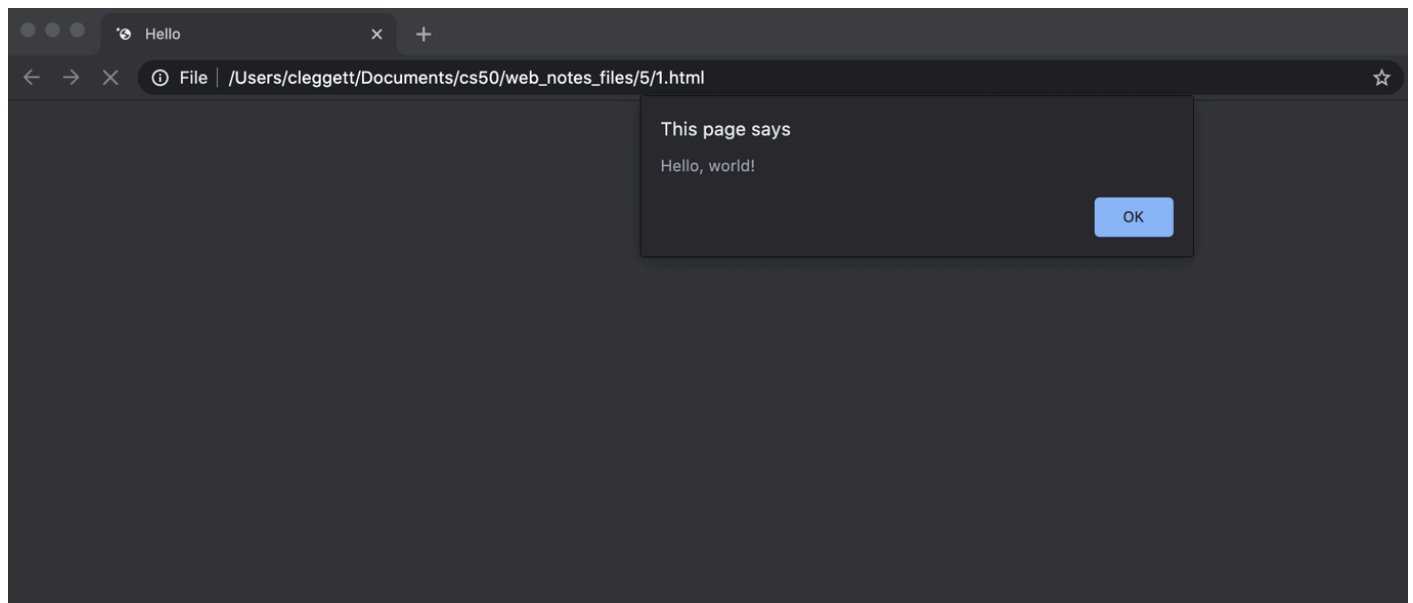 Hello
File /Users/cleggett/Documents/cs50/web_notes_files/5/1.html
This page says
Hello, world!
OK